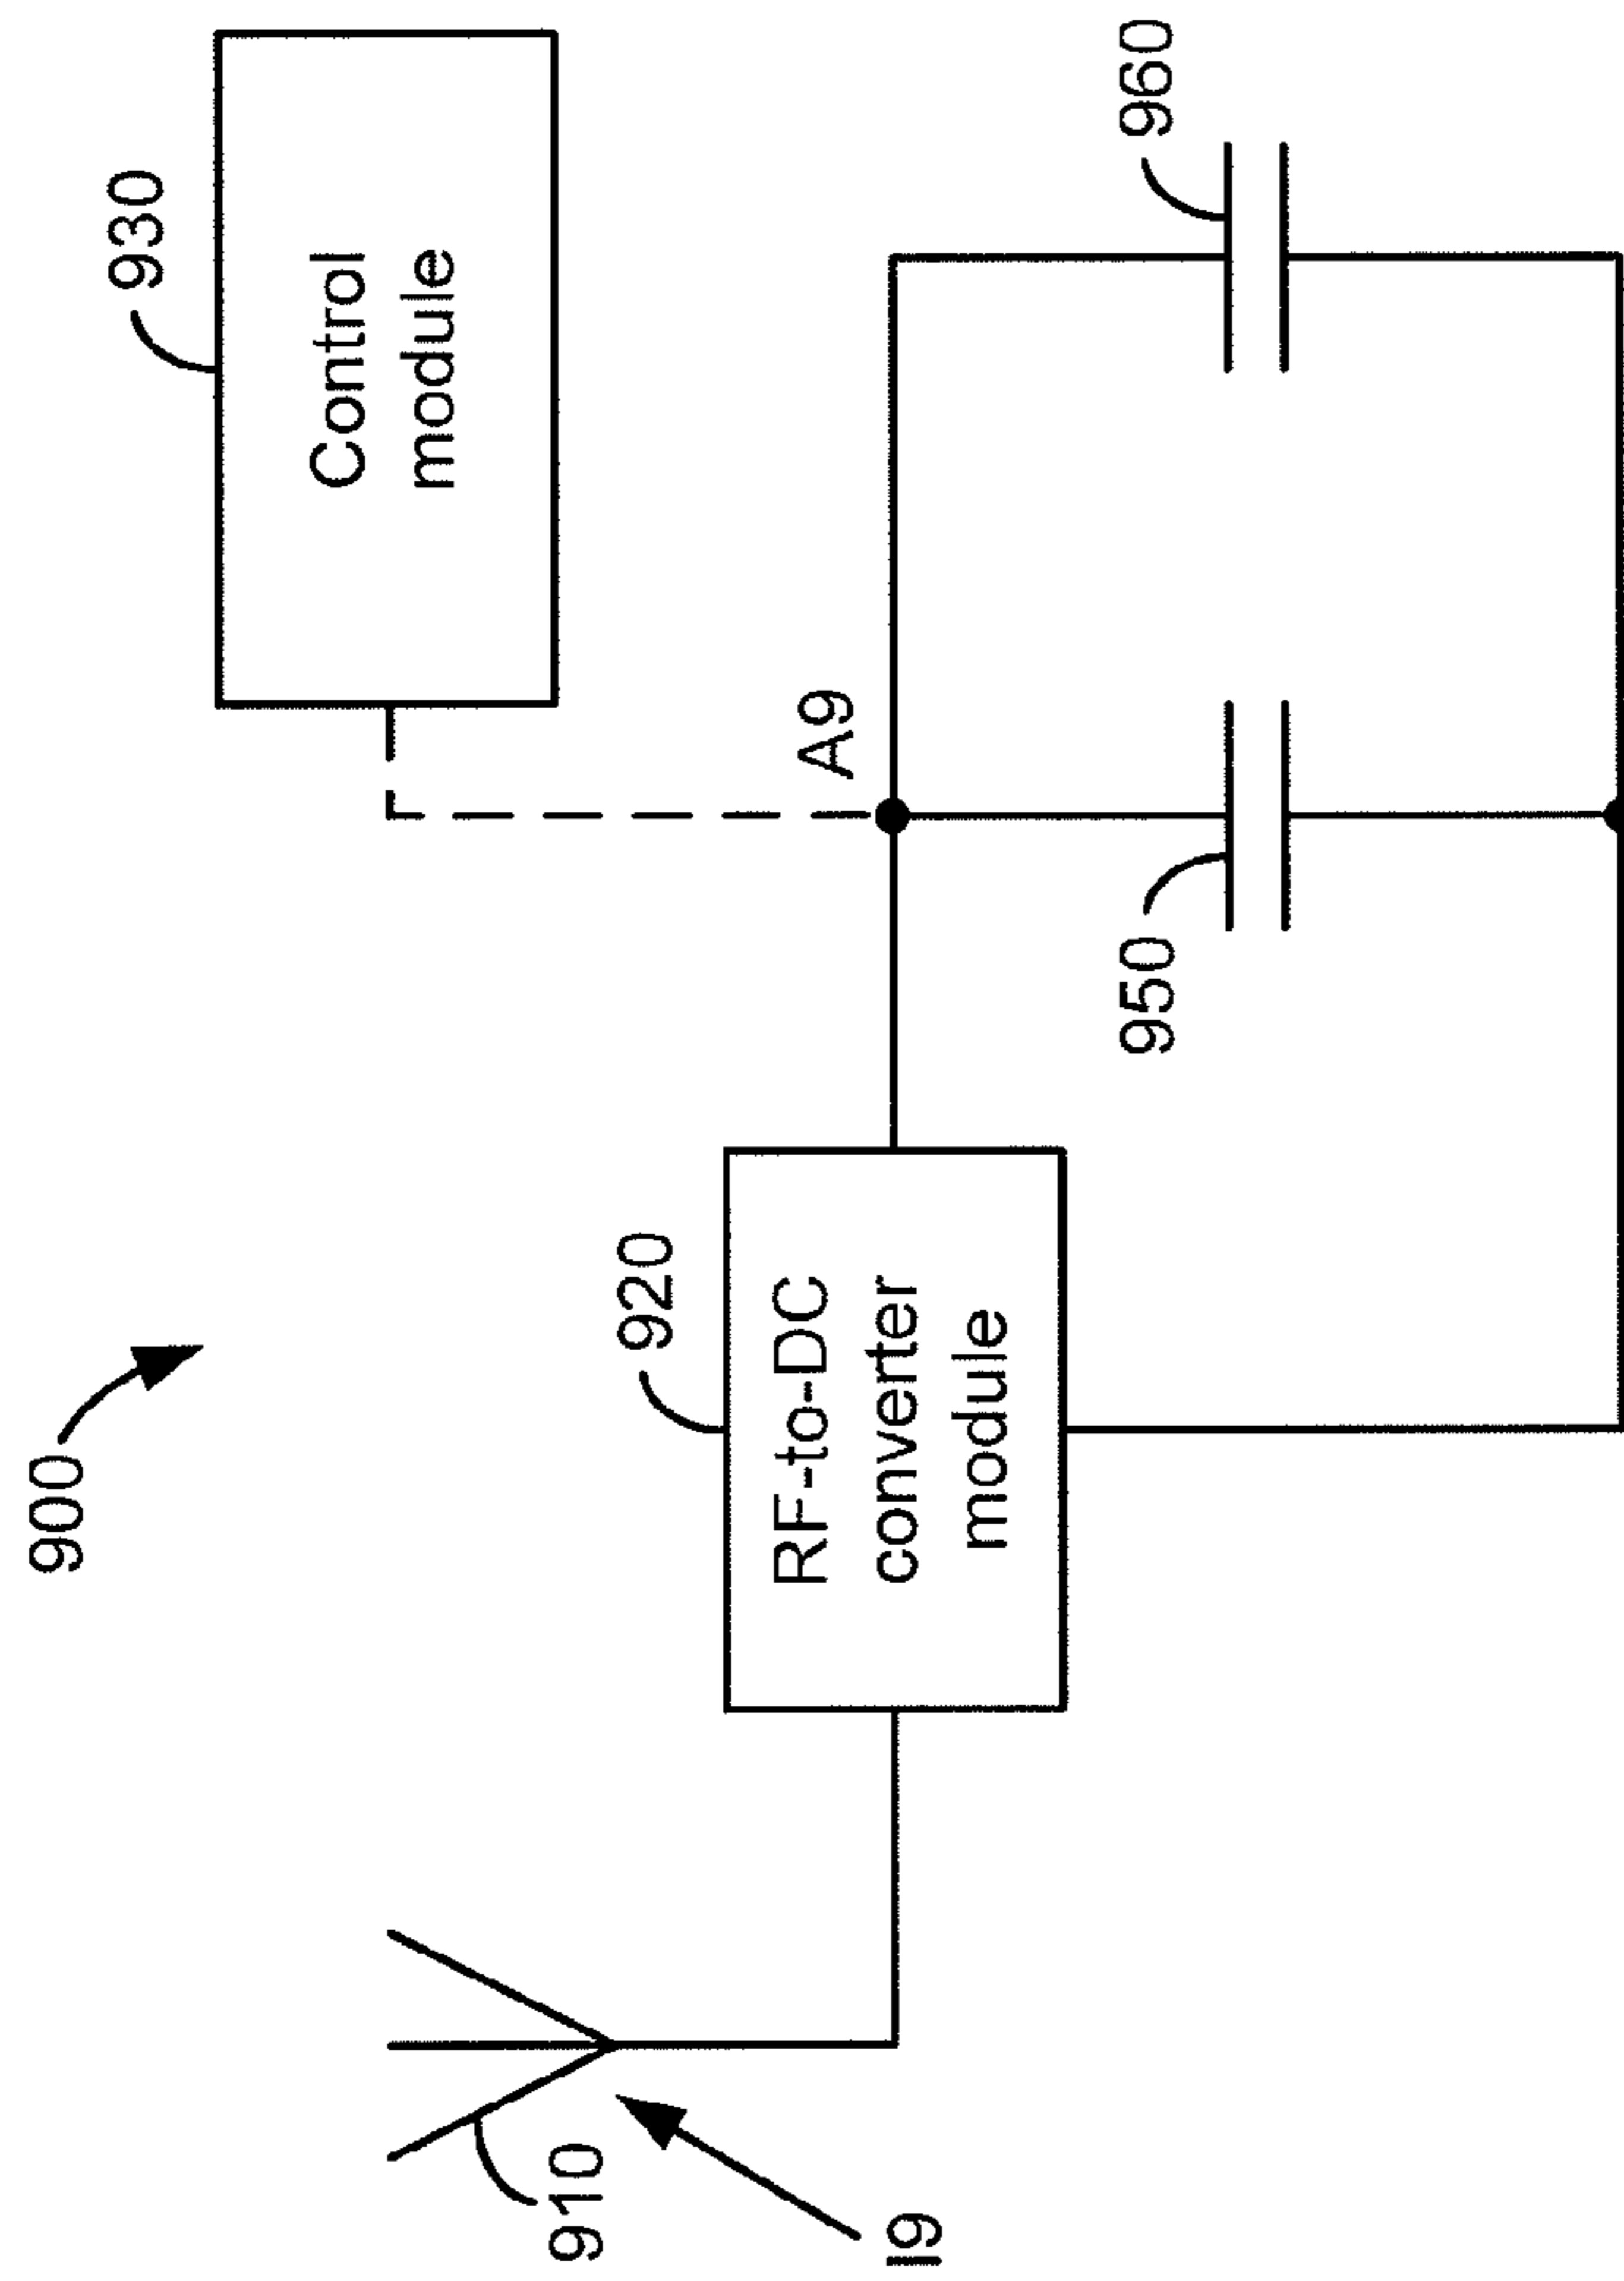 900
930
Control
module
A9
920
RF-to-DC
converter
module
910
I9
950
960